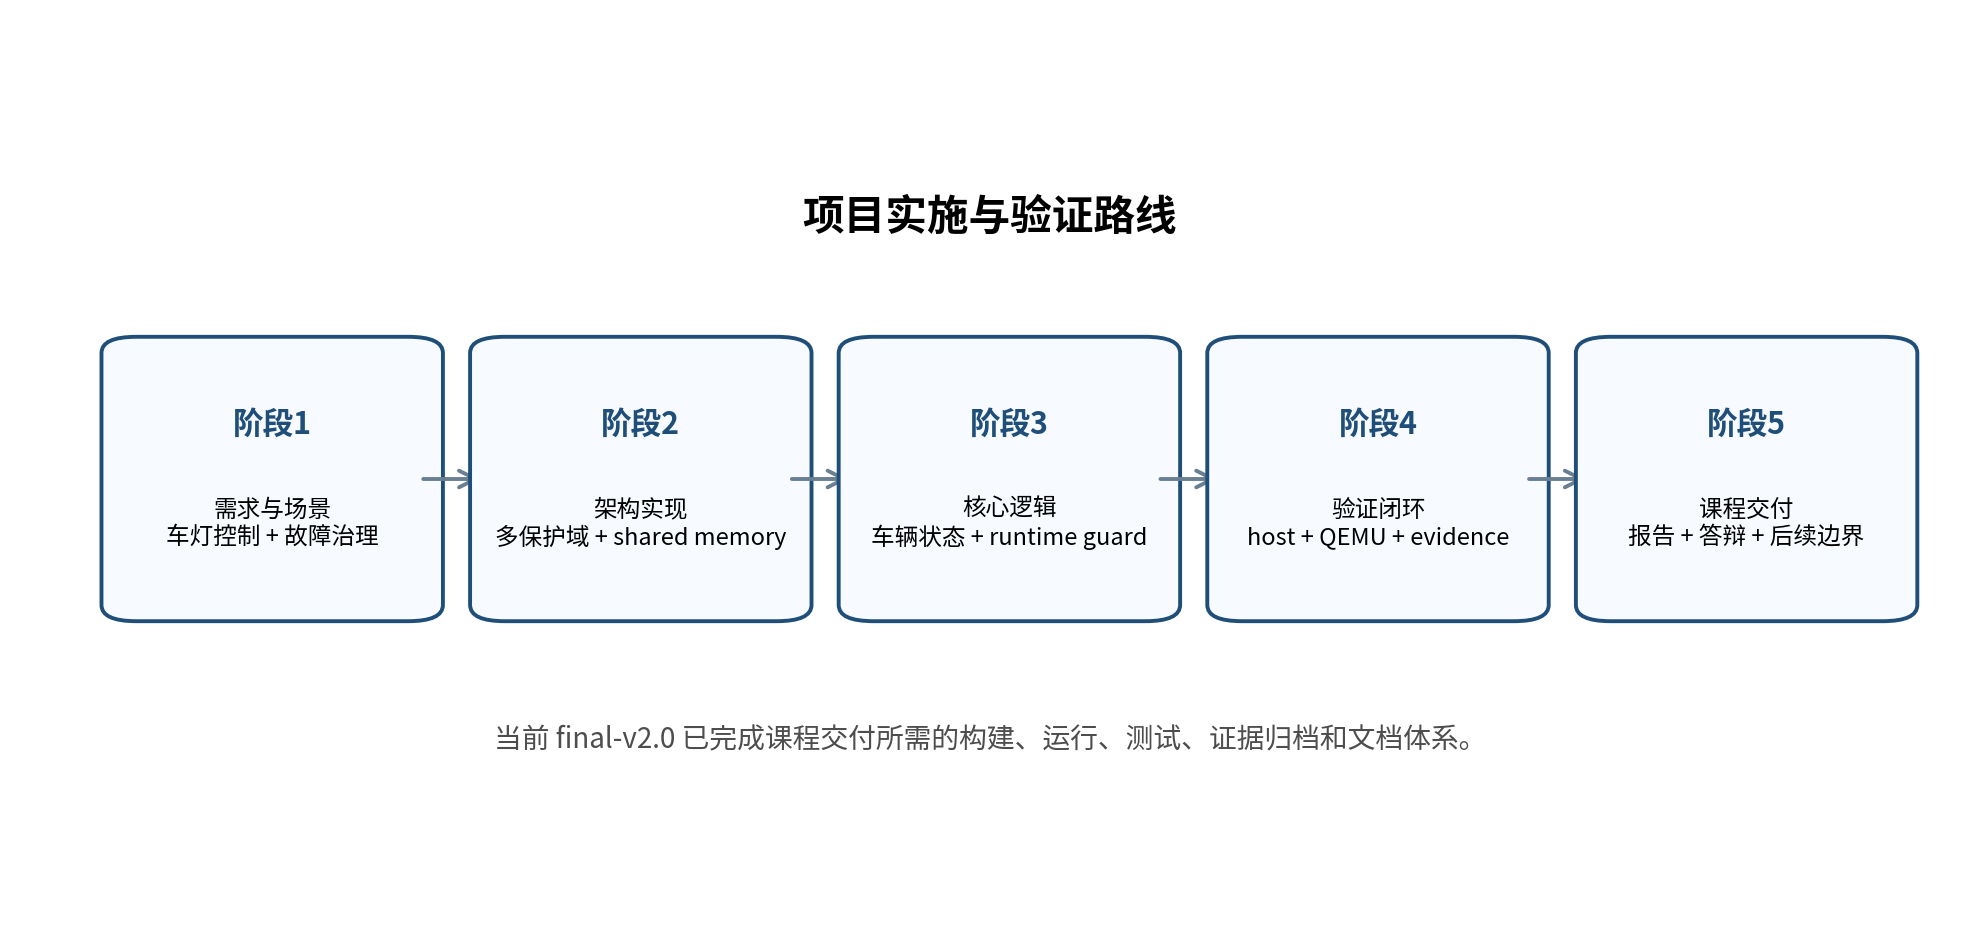 项目实施与验证路线
阶段1
需求与场景
车灯控制 + 故障治理
阶段2
架构实现
多保护域 + shared memory
阶段3
核心逻辑
车辆状态 + runtime guard
阶段4
验证闭环
host + QEMU + evidence
阶段5
课程交付
报告 + 答辩 + 后续边界
当前 final-v2.0 已完成课程交付所需的构建、运行、测试、证据归档和文档体系。